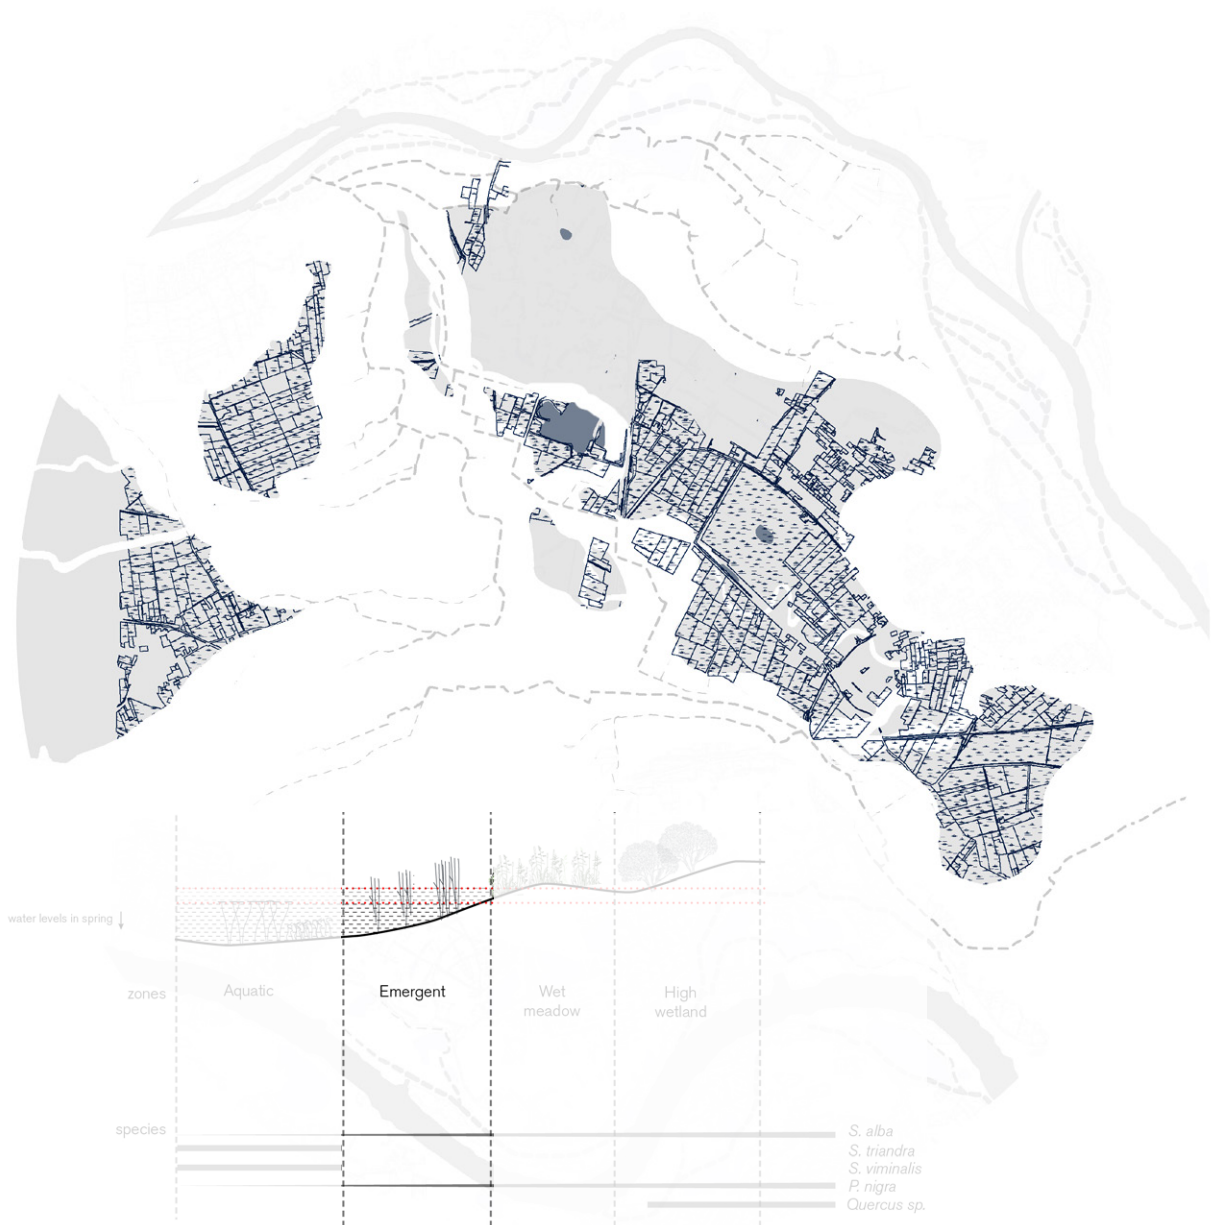 water levels in spring
zones
Aquatic
Emergent
Wet
meadow
High
wetland
species
S. alba
S. triandra
S. viminalis
P. nigra
Quercus sp.